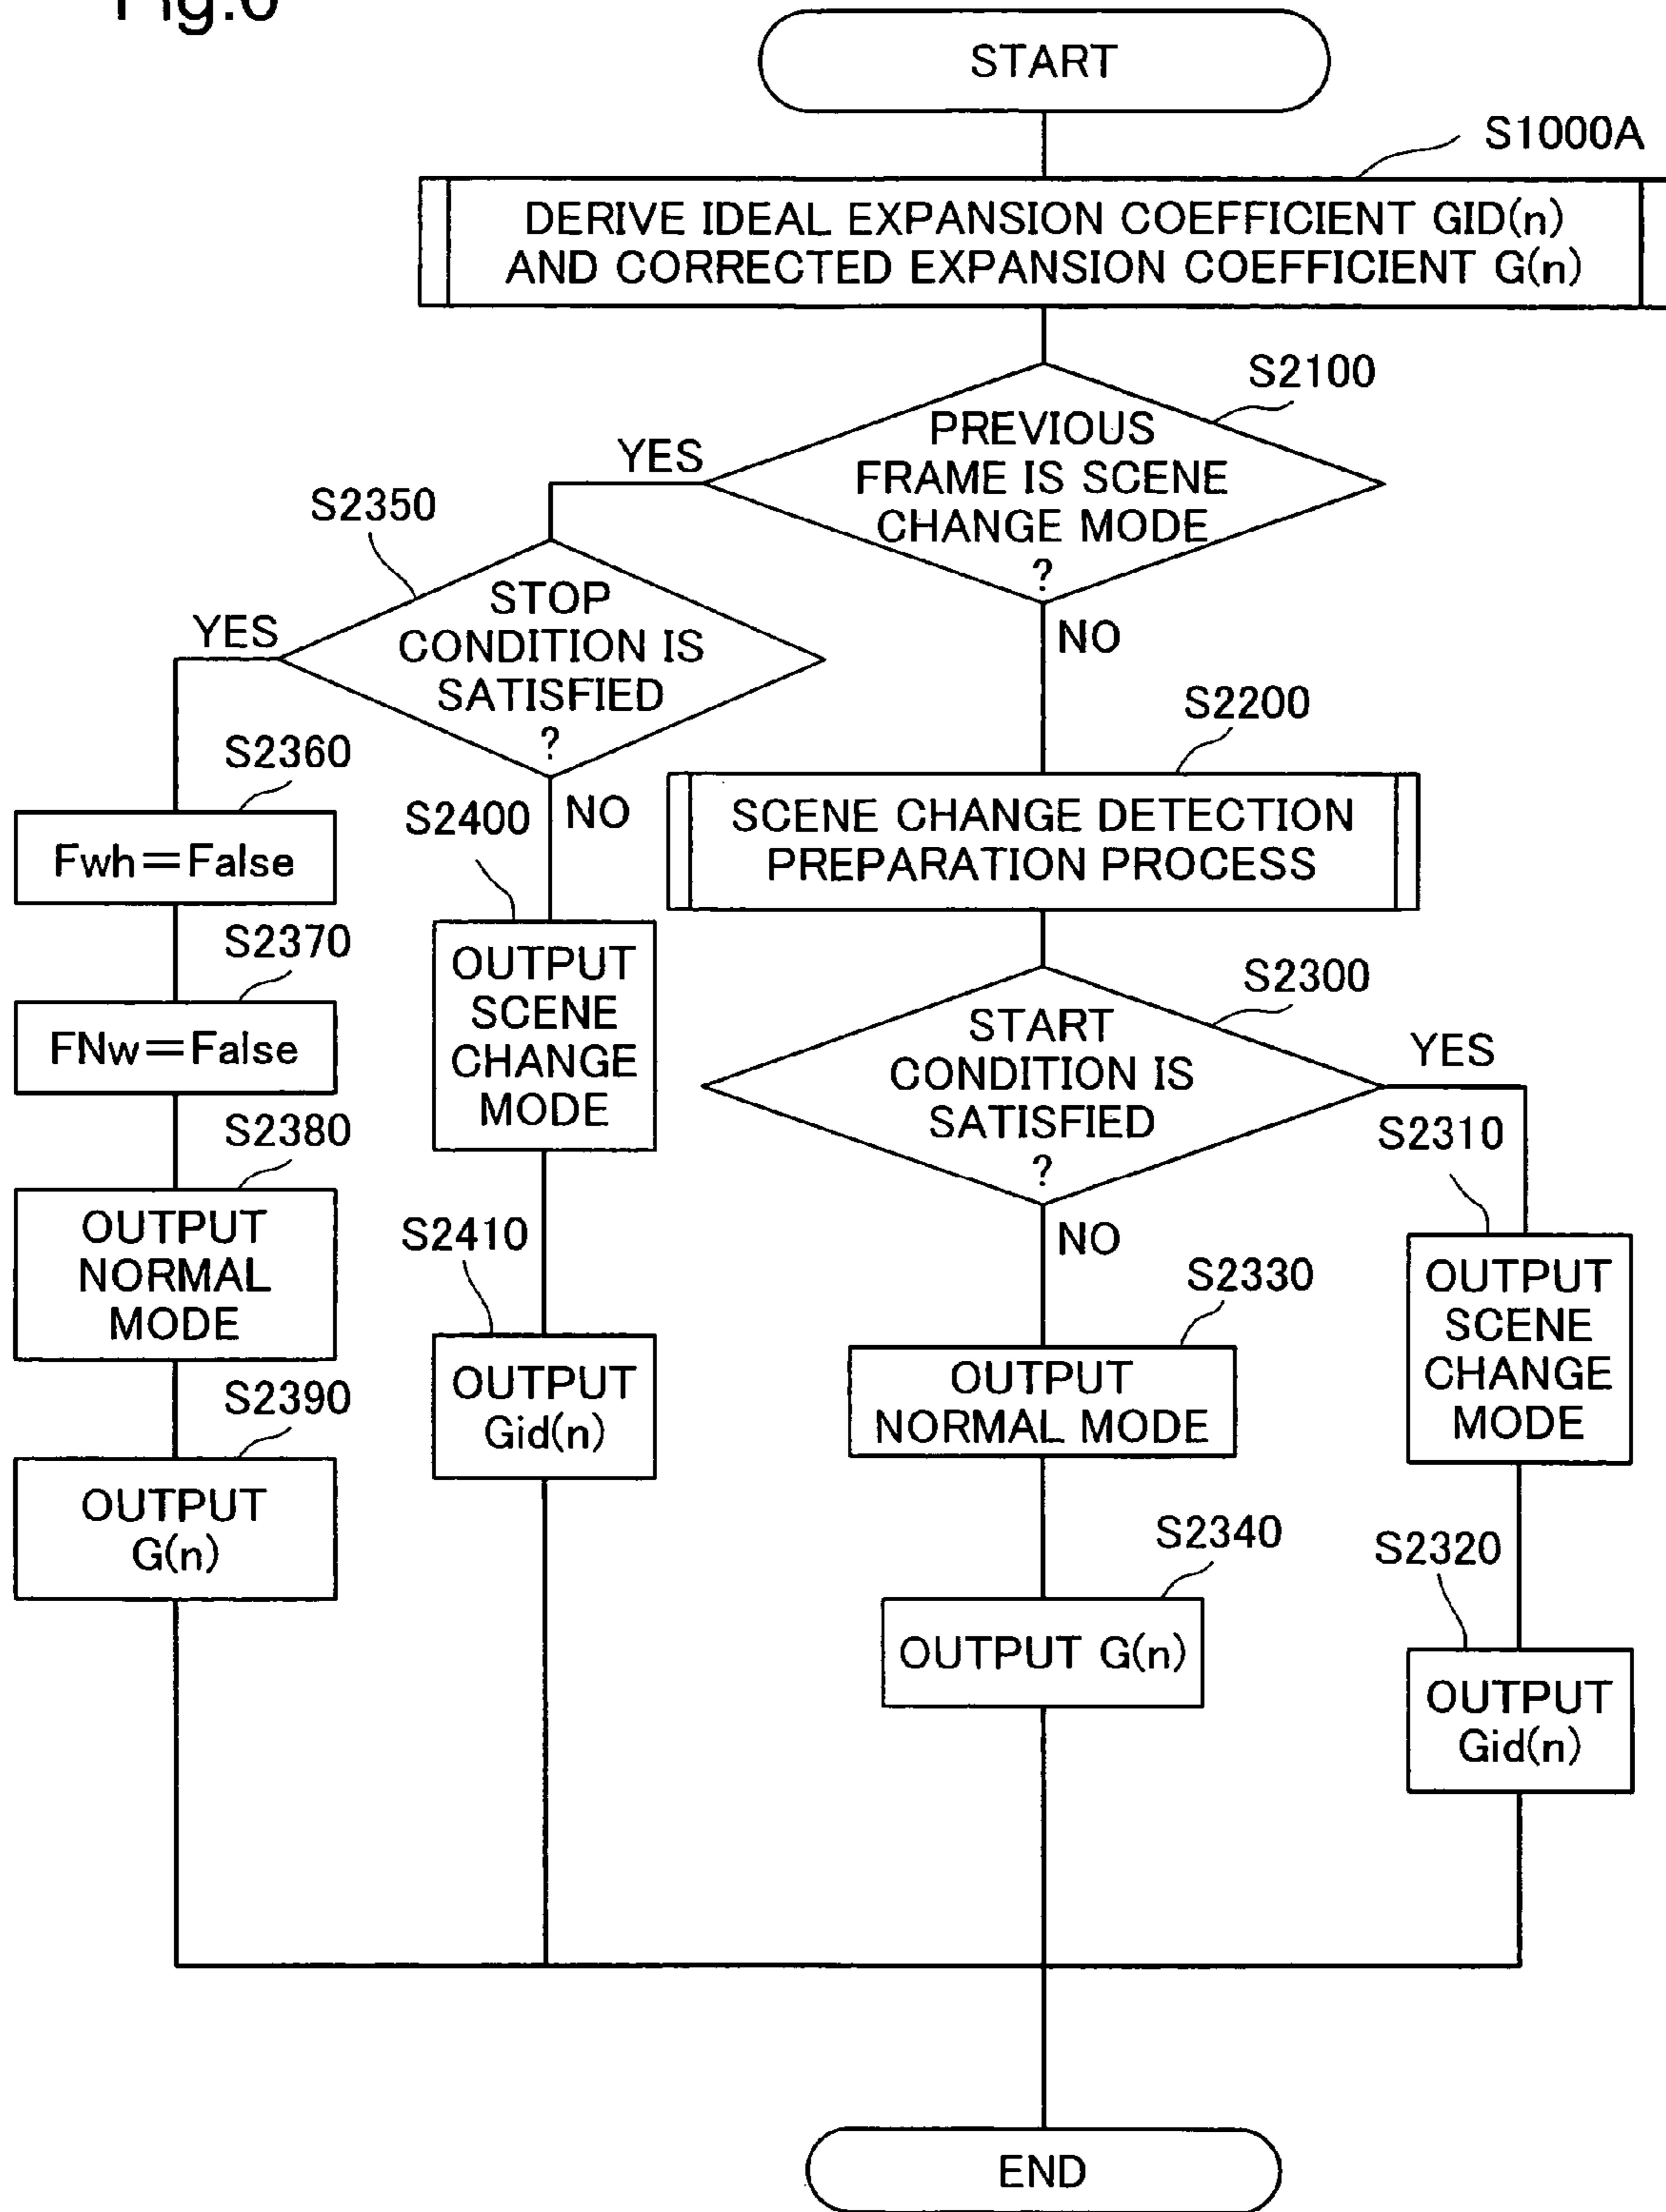 START
S1000A
DERIVE IDEAL EXPANSION COEFFICIENT GID(n)
AND CORRECTED EXPANSION COEFFICIENT G(n)
S2100
PREVIOUS
FRAME IS SCENE
CHANGE MODE
?
YES
NO
S2350
STOP
CONDITION IS
SATISFIED
?
YES
NO
S2200
SCENE CHANGE DETECTION
PREPARATION PROCESS
S2360
Fwh=False
S2370
FNw=False
S2380
OUTPUT
NORMAL
MODE
S2390
OUTPUT
G(n)
S2400
OUTPUT
SCENE
CHANGE
MODE
S2410
OUTPUT
Gid(n)
S2300
START
CONDITION IS
SATISFIED
?
YES
NO
S2330
OUTPUT
NORMAL MODE
S2340
OUTPUT G(n)
S2310
OUTPUT
SCENE
CHANGE
MODE
S2320
OUTPUT
Gid(n)
END